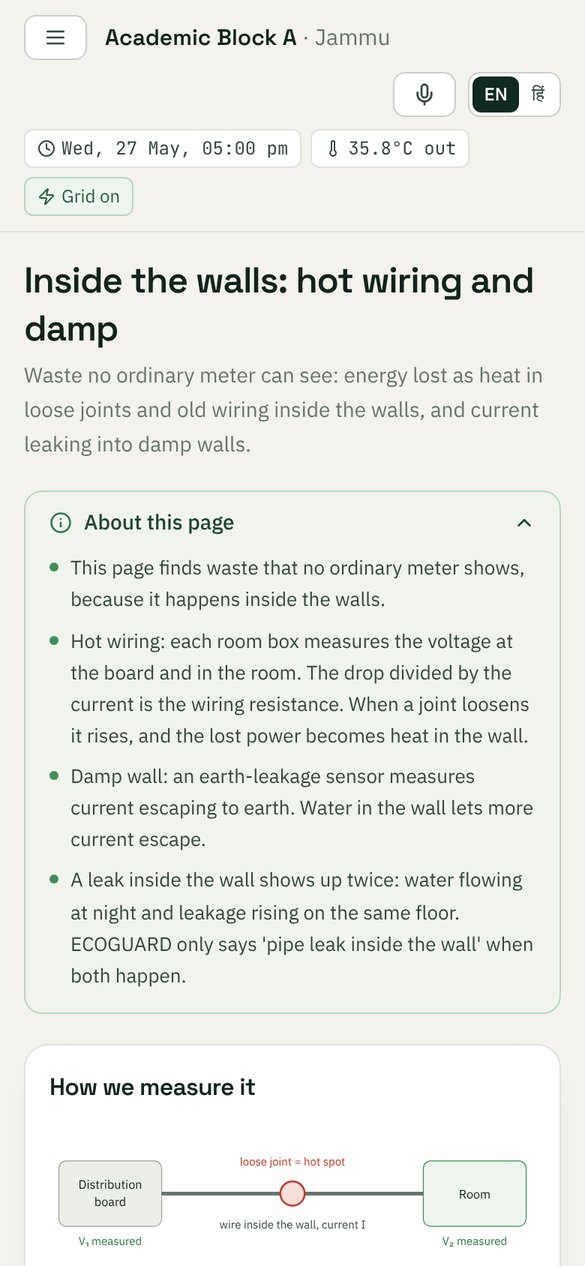 Academic Block A · Jammu
EN हिं
Wed, 27 May, 05:00 pm 35.8°C out
Grid on
Inside the walls: hot wiring and
damp
Waste no ordinary meter can see: energy lost as heat in
loose joints and old wiring inside the walls, and current
leaking into damp walls.
About this page
This page finds waste that no ordinary meter shows,
because it happens inside the walls.
Hot wiring: each room box measures the voltage at
the board and in the room. The drop divided by the
current is the wiring resistance. When a joint loosens
it rises, and the lost power becomes heat in the wall.
Damp wall: an earth-leakage sensor measures
current escaping to earth. Water in the wall lets more
current escape.
A leak inside the wall shows up twice: water flowing
at night and leakage rising on the same floor.
ECOGUARD only says 'pipe leak inside the wall' when
both happen.
How we measure it
loose joint = hot spot
Distribution
board
Room
wire inside the wall, current I
V₁ measured
V₂ measured